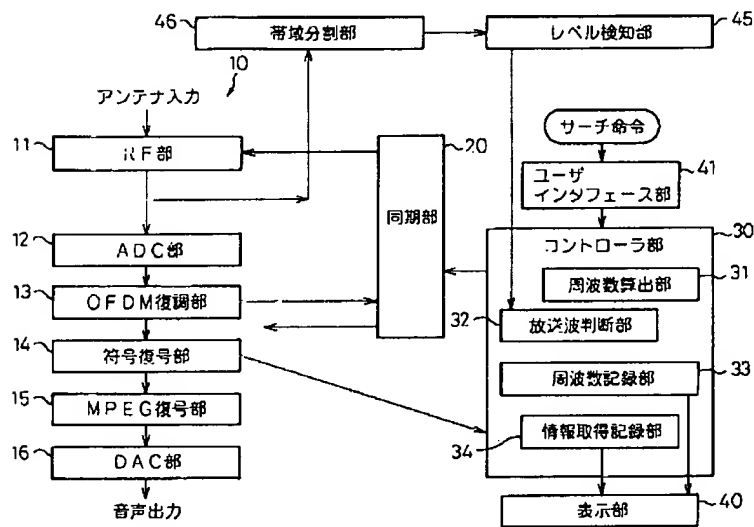 46
帯域分割部
レベル検知部
45
10
アンテナ入力
11
RF部
20
同期部
サーチ命令
ユーザ
インタフェース部
41
12
ADC部
コントローラ部
30
周波数算出部
31
13
OFDM復調部
32
放送波判断部
14
符号復号部
周波数記録部
33
15
MPEG復号部
情報取得記録部
34
16
DAC部
音声出力
表示部
40